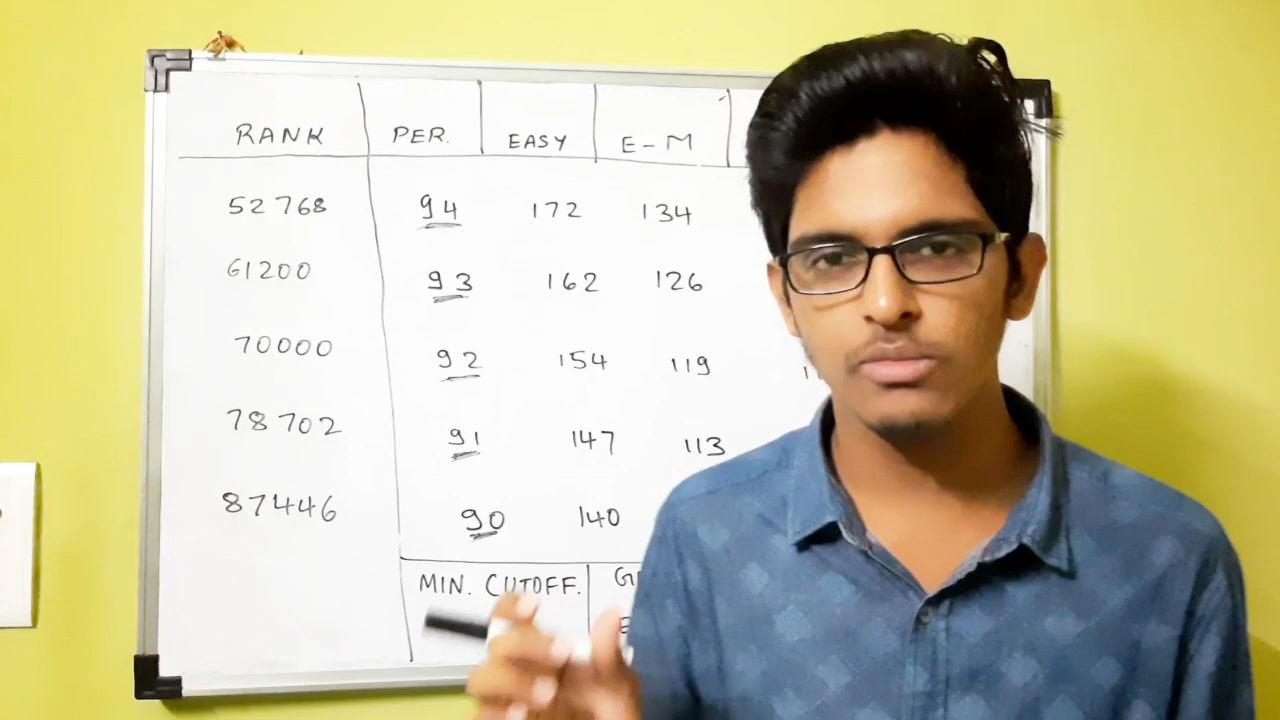 RANK PER. EASY E-M
52768 94 172 134
61200 93 162 126
70000 92 154 119
78702 91 147 113
87446 90 140
MIN. CUTOFF.